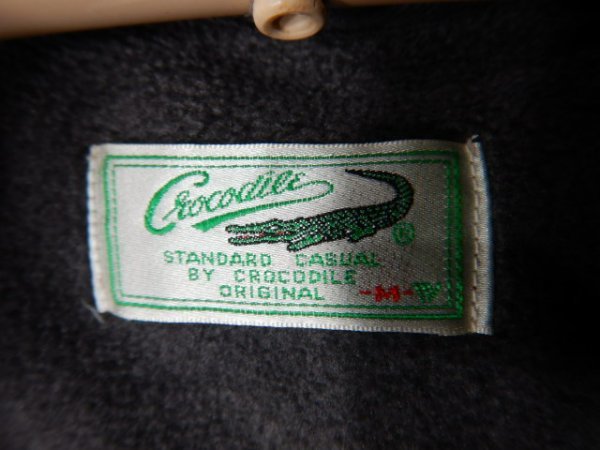 Crocodile
®
STANDARD CASUAL
BY CROCODILE
ORIGINAL -M-